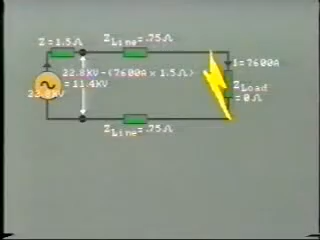 Z=1.5Ω
ZLine=.75Ω
I=7600A
22.8KV-(7600A x 1.5Ω)
=11.4KV
ZLoad
=0Ω
ZLine=.75Ω